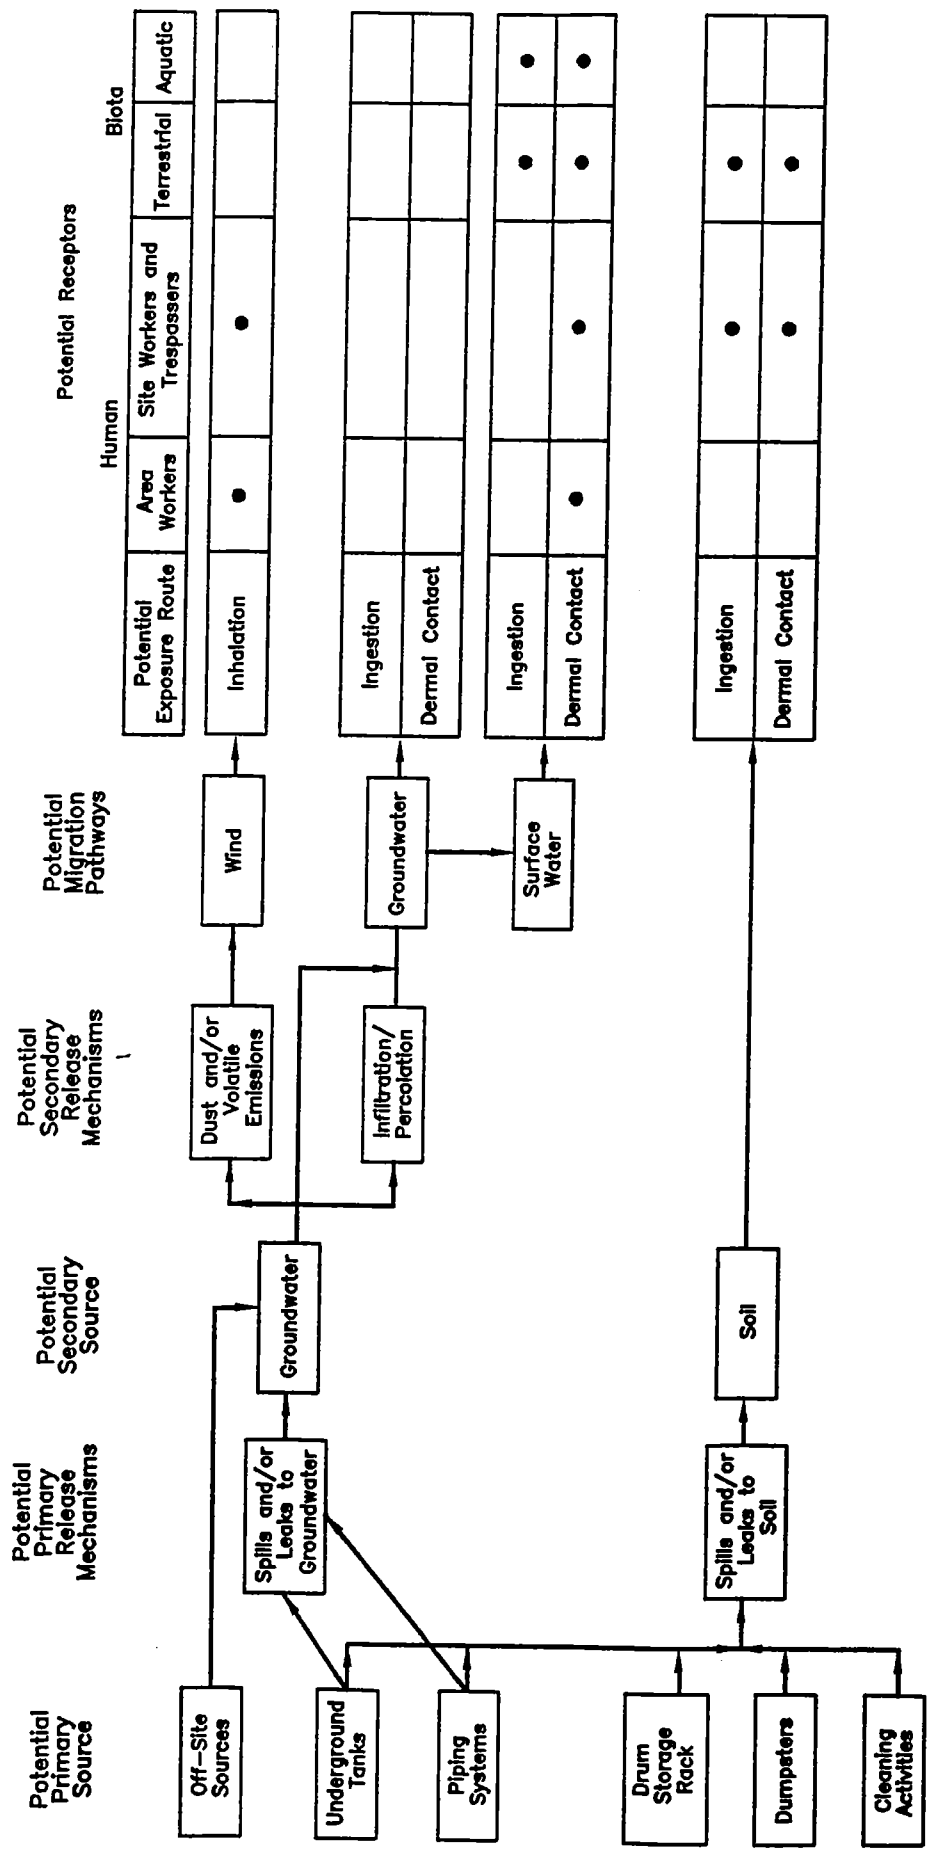 Potential
Primary
Source
Potential
Primary
Release
Mechanisms
Potential
Secondary
Source
Potential
Secondary
Release
Mechanisms
Potential
Migration
Pathways
Potential Receptors
Human
Biota
Potential
Exposure Route
Area
Workers
Site Workers and
Trespassers
Terrestrial
Aquatic
Off-Site
Sources
Underground
Tanks
Piping
Systems
Drum
Storage
Rack
Dumpsters
Cleaning
Activities
Spills and/or
Leaks to
Groundwater
Spills and/or
Leaks to
Soil
Groundwater
Soil
Dust and/or
Volatile
Emissions
Infiltration/
Percolation
Wind
Groundwater
Surface
Water
Inhalation
Ingestion
Dermal Contact
Ingestion
Dermal Contact
Ingestion
Dermal Contact